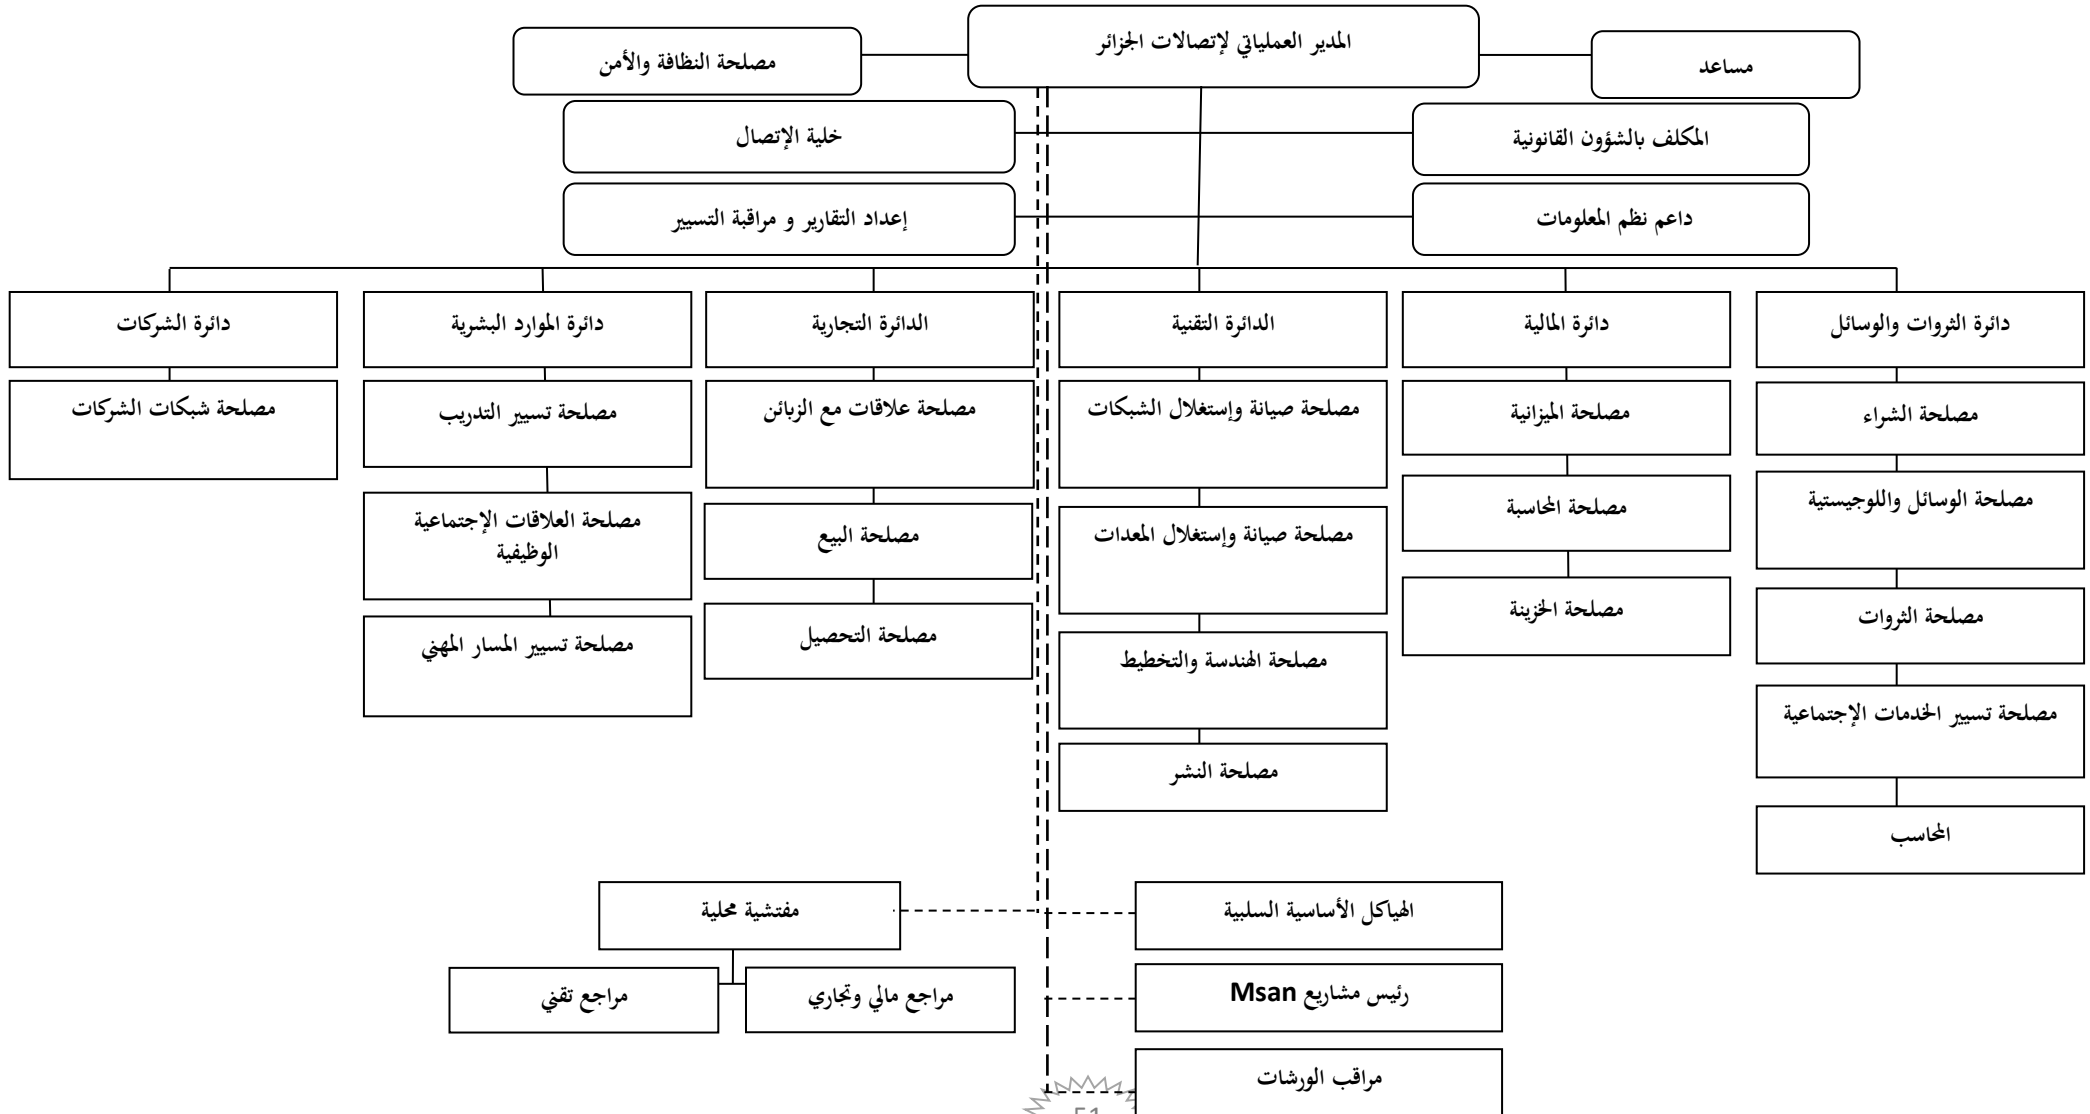 المدير العملياتي لإتصالات الجزائر
مساعد
مصلحة النظافة والأمن
المكلف بالشؤون القانونية
خلية الإتصال
داعم نظم المعلومات
إعداد التقارير و مراقبة التسيير
دائرة الثروات والوسائل
دائرة المالية
الدائرة التقنية
الدائرة التجارية
دائرة الموارد البشرية
دائرة الشركات
مصلحة الشراء
مصلحة الميزانية
مصلحة صيانة وإستغلال الشبكات
مصلحة علاقات مع الزبائن
مصلحة تسيير التدريب
مصلحة شبكات الشركات
مصلحة الوسائل واللوجيستية
مصلحة المحاسبة
مصلحة صيانة وإستغلال المعدات
مصلحة البيع
مصلحة العلاقات الإجتماعية
الوظيفية
مصلحة الثروات
مصلحة الخزينة
مصلحة الهندسة والتخطيط
مصلحة التحصيل
مصلحة تسيير المسار المهني
مصلحة تسيير الخدمات الإجتماعية
مصلحة النشر
المحاسب
الهياكل الأساسية السلبية
مفتشية محلية
رئيس مشاريع Msan
مراجع مالي وتجاري
مراجع تقني
مراقب الورشات
51